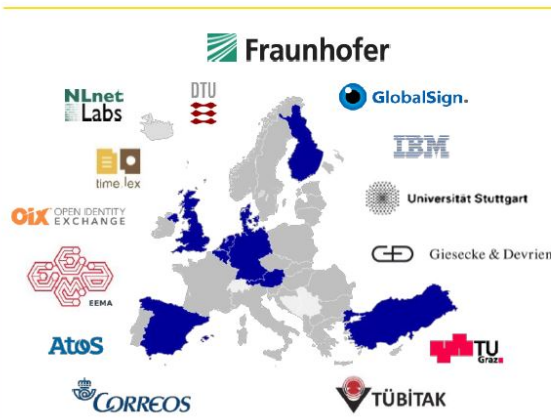 Fraunhofer
NLnet
Labs
DTU
GlobalSign.
IBM
time.lex
Universität Stuttgart
OIX OPEN IDENTITY
EXCHANGE
Giesecke & Devrien
EEMA
Atos
TU
Graz
CORREOS
TÜBİTAK